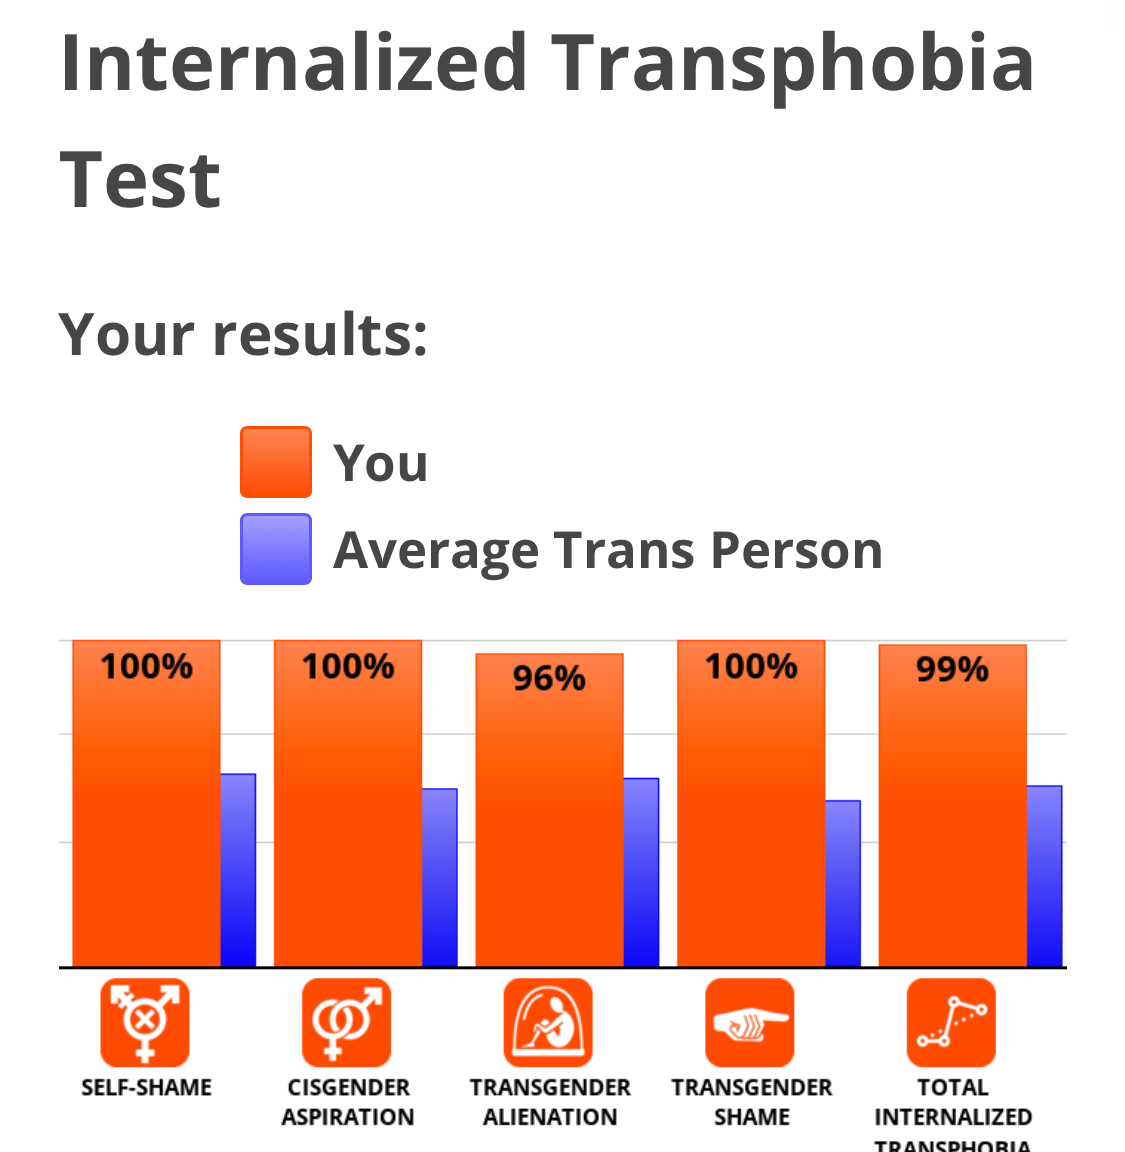 Internalized Transphobia
Test
Your results:
You
Average Trans Person
100%
100%
96%
100%
99%
SELF-SHAME
CISGENDER
ASPIRATION
TRANSGENDER
ALIENATION
TRANSGENDER
SHAME
TOTAL
INTERNALIZED
TRANSPHOBIA